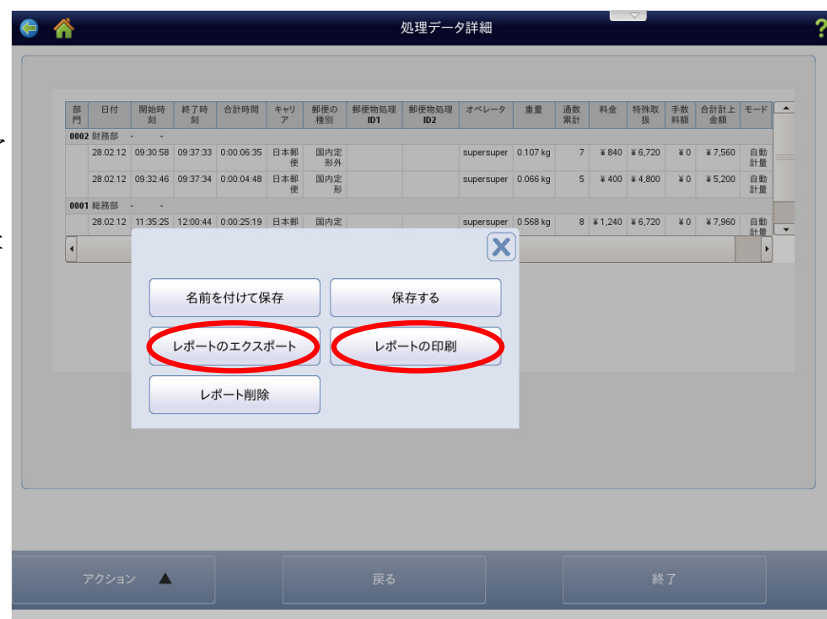 処理データ詳細
?
部門 日付 開始時刻 終了時刻 合計時間 キャリア 郵便の種別 郵便物処理ID1 郵便物処理ID2 オペレータ 重量 通数累計 料金 特殊取扱 手数料額 合計計上金額 モード
0002 財務部 - -
28.02.12 09:30:58 09:37:33 0:00:06:35 日本郵便 国内定形外 supersuper 0.107 kg 7 ¥ 840 ¥ 6,720 ¥ 0 ¥ 7,560 自動計量
28.02.12 09:32:46 09:37:34 0:00:04:48 日本郵便 国内定形 supersuper 0.066 kg 5 ¥ 400 ¥ 4,800 ¥ 0 ¥ 5,200 自動計量
0001 総務部 - -
28.02.12 11:35:25 12:00:44 0:00:25:19 日本郵 国内定 supersuper 0.568 kg 8 ¥ 1,240 ¥ 6,720 ¥ 0 ¥ 7,960 自動計量
X
名前を付けて保存 保存する
レポートのエクスポート レポートの印刷
レポート削除
アクション ▲ 戻る 終了